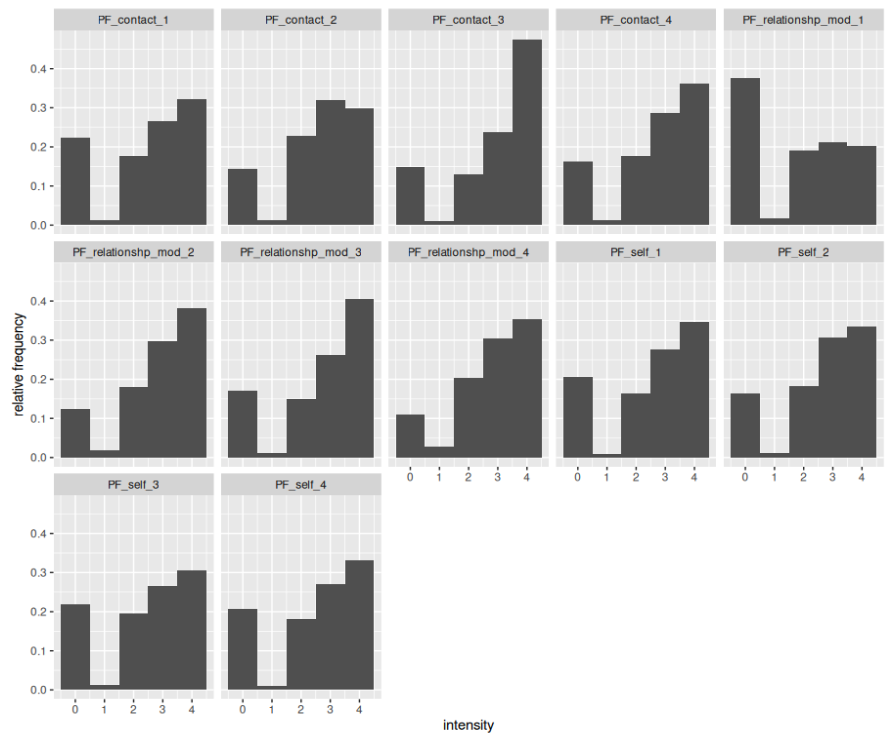 PF_contact_1 PF_contact_2 PF_contact_3 PF_contact_4 PF_relationshp_mod_1
0.4
0.3
0.2
0.1
0.0
PF_relationshp_mod_2 PF_relationshp_mod_3 PF_relationshp_mod_4 PF_self_1 PF_self_2
0.4
0.3
0.2
0.1
0.0
0 1 2 3 4 0 1 2 3 4 0 1 2 3 4
PF_self_3 PF_self_4
0.4
0.3
0.2
0.1
0.0
0 1 2 3 4 0 1 2 3 4
relative frequency
intensity